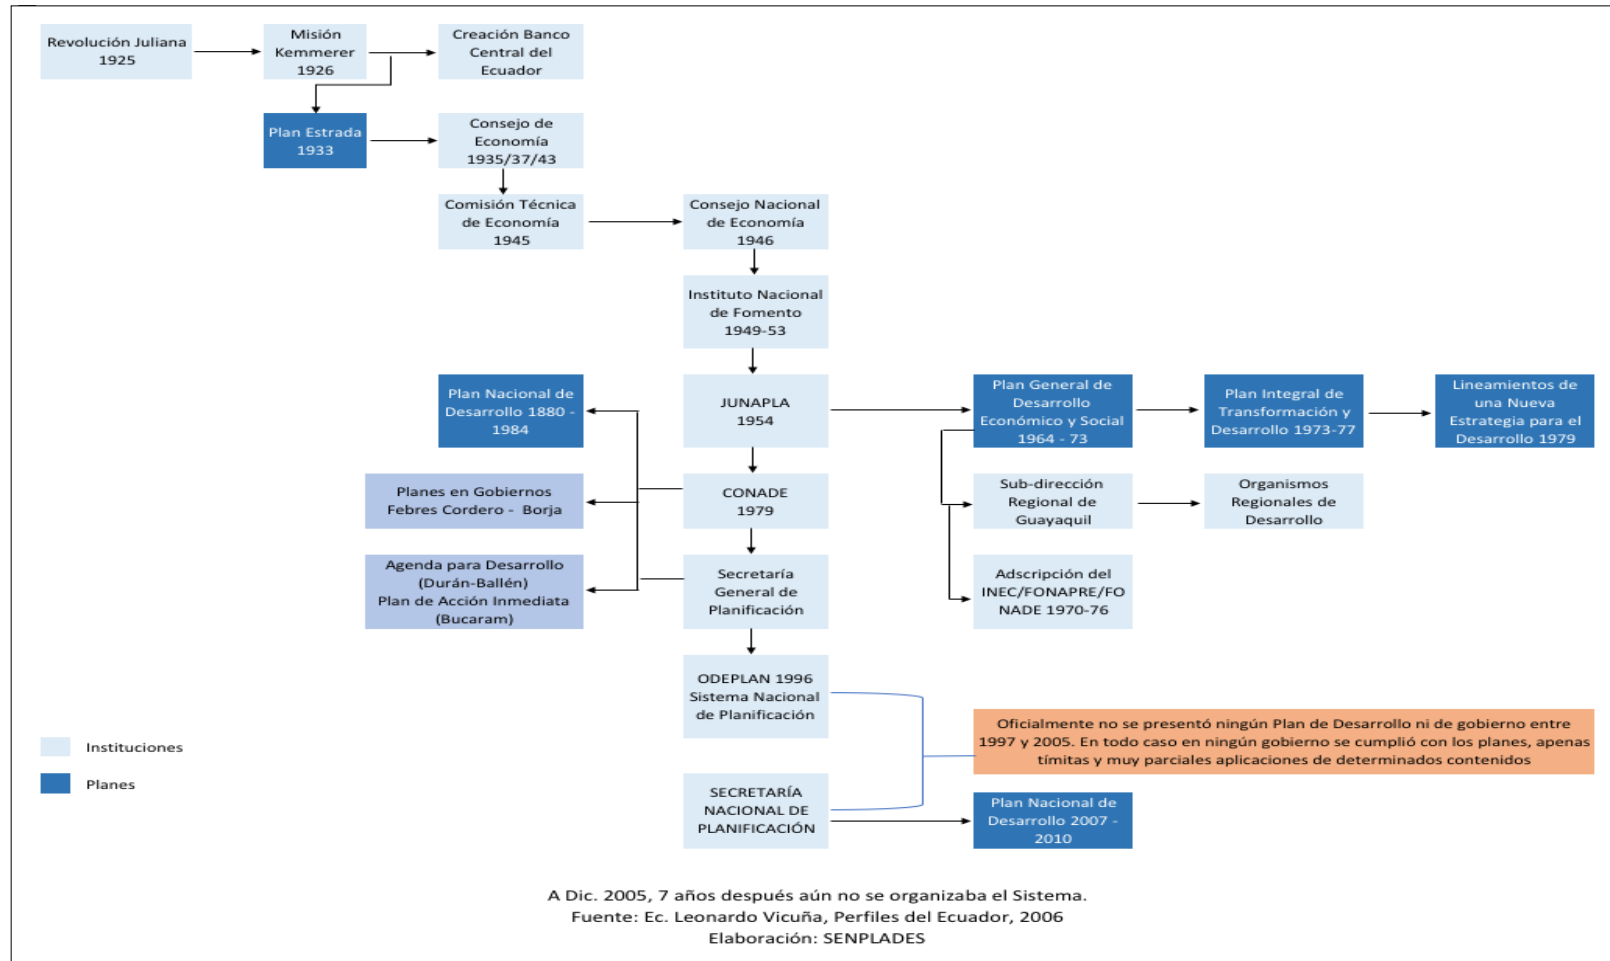 Revolución Juliana
1925
Misión
Kemmerer
1926
Creación Banco
Central del
Ecuador
Plan Estrada
1933
Consejo de
Economía
1935/37/43
Comisión Técnica
de Economía
1945
Consejo Nacional
de Economía
1946
Instituto Nacional
de Fomento
1949-53
Plan Nacional de
Desarrollo 1880 -
1984
JUNAPLA
1954
Plan General de
Desarrollo
Económico y Social
1964 - 73
Plan Integral de
Transformación y
Desarrollo 1973-77
Lineamientos de
una Nueva
Estrategia para el
Desarrollo 1979
Planes en Gobiernos
Febres Cordero -  Borja
CONADE
1979
Sub-dirección
Regional de
Guayaquil
Organismos
Regionales de
Desarrollo
Agenda para Desarrollo
(Durán-Ballén)
Plan de Acción Inmediata
(Bucaram)
Secretaría
General de
Planificación
Adscripción del
INEC/FONAPRE/FO
NADE 1970-76
ODEPLAN 1996
Sistema Nacional
de Planificación
Oficialmente no se presentó ningún Plan de Desarrollo ni de gobierno entre
1997 y 2005. En todo caso en ningún gobierno se cumplió con los planes, apenas
tímitas y muy parciales aplicaciones de determinados contenidos
Instituciones
Planes
SECRETARÍA
NACIONAL DE
PLANIFICACIÓN
Plan Nacional de
Desarrollo 2007 -
2010
A Dic. 2005, 7 años después aún no se organizaba el Sistema.
Fuente: Ec. Leonardo Vicuña, Perfiles del Ecuador, 2006
Elaboración: SENPLADES